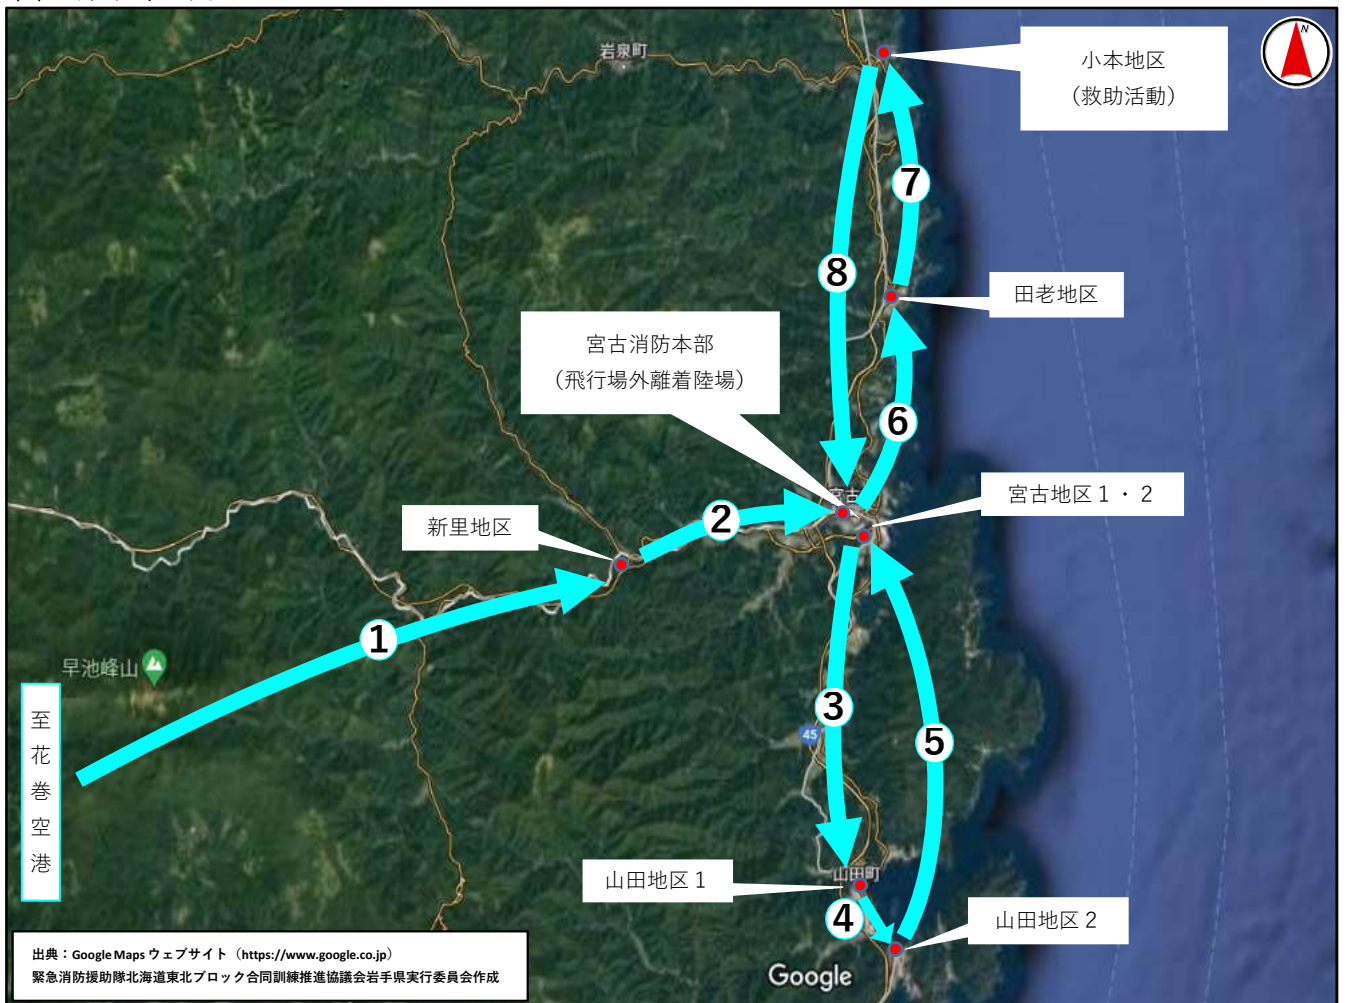 岩泉町
N
小本地区
（救助活動）
7
8
田老地区
宮古消防本部
（飛行場外離着陸場）
6
宮古
宮古地区１・２
新里地区
2
1
早池峰山
至花巻空港
3
45
5
山田地区１
山田町
4
山田地区２
出典：Google Maps ウェブサイト（https://www.google.co.jp）
緊急消防援助隊北海道東北ブロック合同訓練推進協議会岩手県実行委員会作成
Google